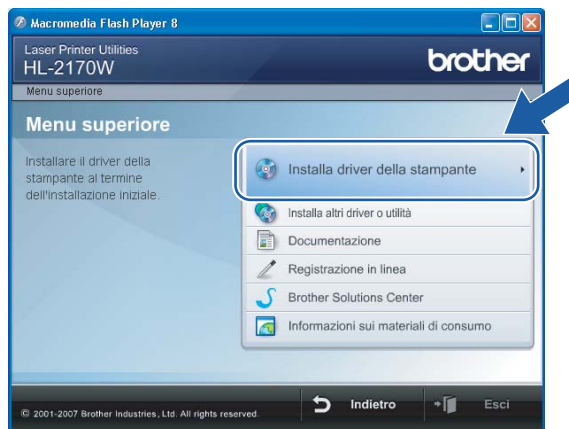 Macromedia Flash Player 8
Laser Printer Utilities
HL-2170W
brother
Menu superiore
Menu superiore
Installare il driver della
stampante al termine
dell'installazione iniziale.
Installa driver della stampante
Installa altri driver o utilità
Documentazione
Registrazione in linea
Brother Solutions Center
Informazioni sui materiali di consumo
© 2001-2007 Brother Industries, Ltd. All rights reserved.
Indietro
Esci